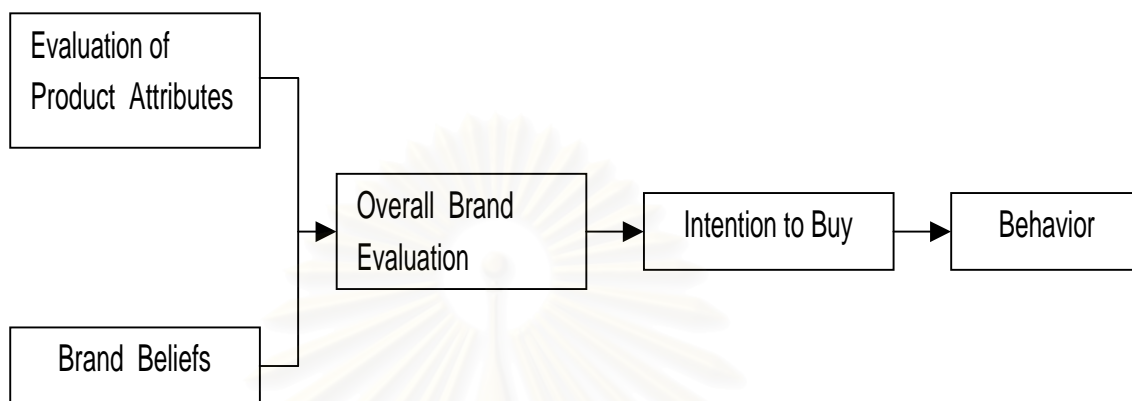 Evaluation of
Product Attributes
Overall Brand
Evaluation
Intention to Buy
Behavior
Brand Beliefs